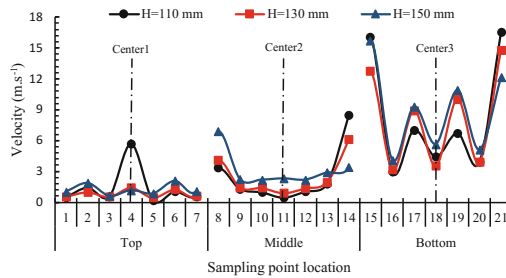 H=110 mm H=130 mm H=150 mm
18
15
12
9
6
3
0
Velocity (m.s⁻¹)
Center1 Center2 Center3
1 2 3 4 5 6 7 8 9 10 11 12 13 14 15 16 17 18 19 20 21
Top Middle Bottom
Sampling point location